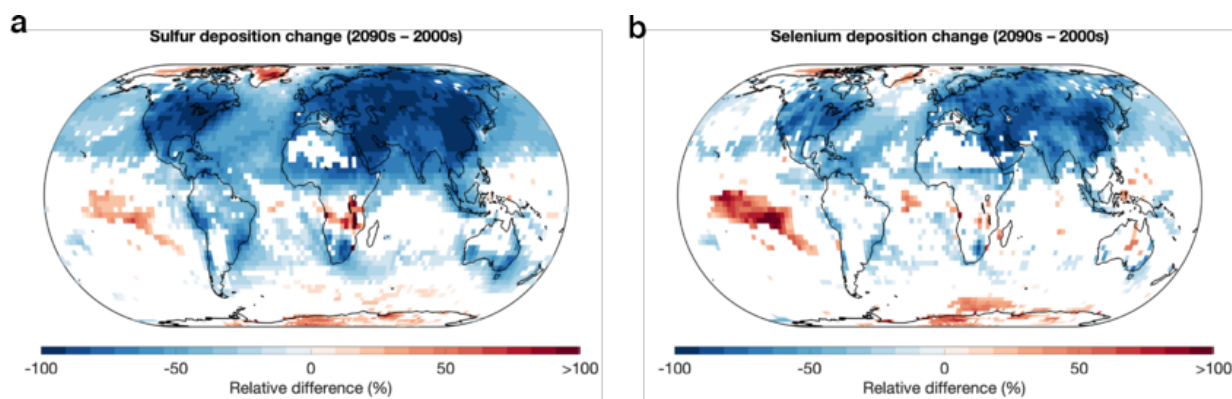 a
Sulfur deposition change (2090s – 2000s)
-100 -50 0 50 >100
Relative difference (%)
b
Selenium deposition change (2090s – 2000s)
-100 -50 0 50 >100
Relative difference (%)